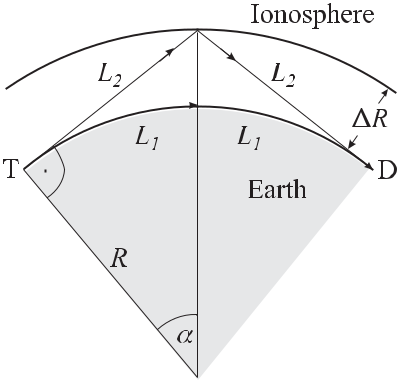 Ionosphere
L2 L2
ΔR
L1 L1
T D
Earth
R
α